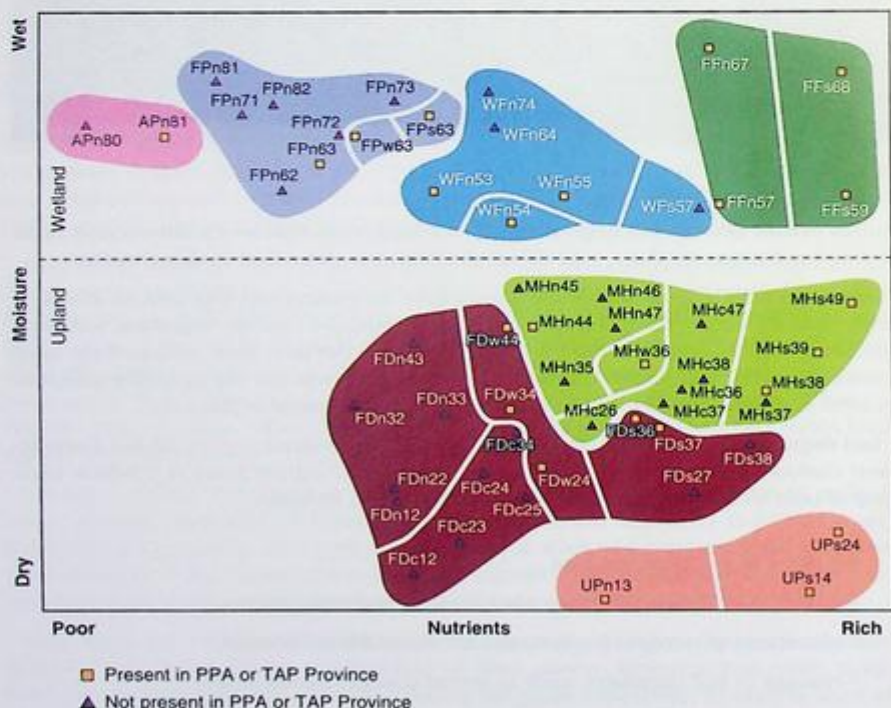 Wet
FFn67
FPn81
FPn82
FPn73
FFs68
FPn71
WFn74
APn81
FPn72
FPs63
APn80
FPn63
FPw63
WFn64
FPn62
WFn53
WFn55
WFn54
WFs57
FFn57
FFs59
Wetland
Moisture
Upland
MHn45
MHn46
MHc47
MHs49
MHn44
MHn47
FDw44
FDn43
MHw36
MHs39
MHn35
MHc38
FDn33
FDw34
MHc36
MHs38
FDn32
MHc37
MHs37
MHc26
FDs36
FDc34
FDs37
FDs38
FDn22
FDc24
FDw24
FDs27
FDn12
FDc25
FDc23
FDc12
UPs24
Dry
UPn13
UPs14
Poor
Nutrients
Rich
Present in PPA or TAP Province
Not present in PPA or TAP Province